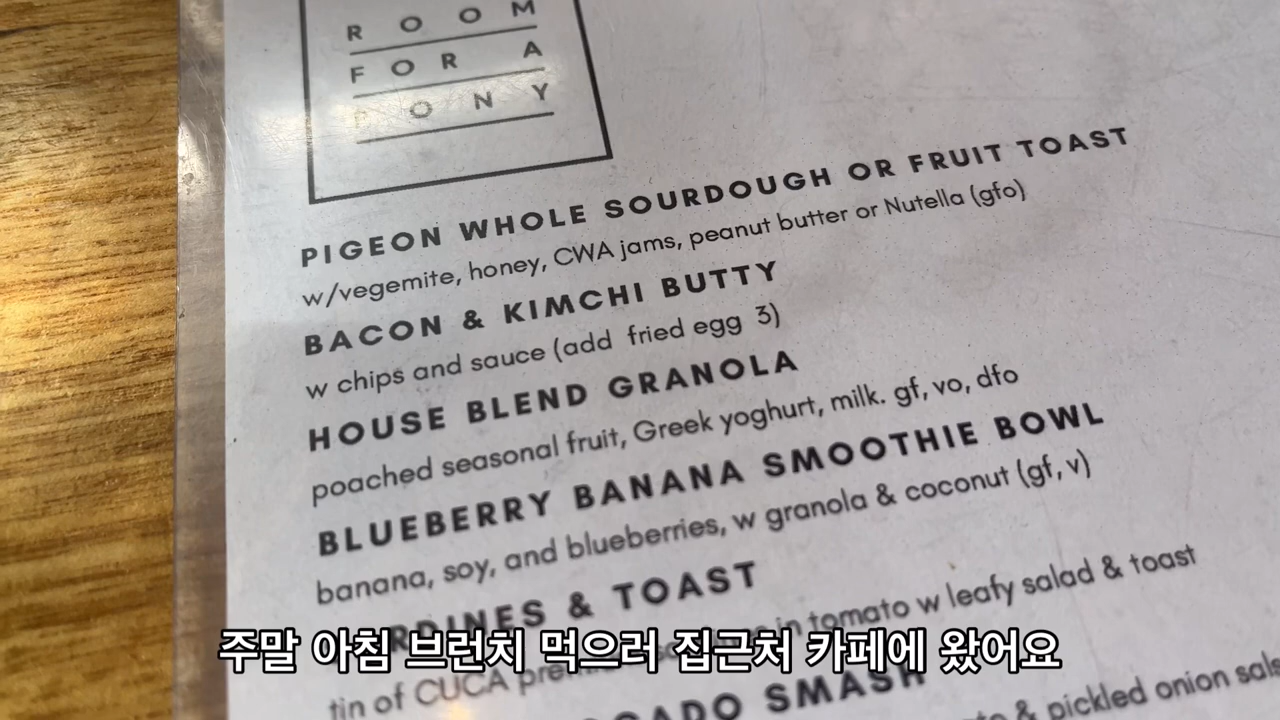 ROOM
FOR A
PONY
PIGEON WHOLE SOURDOUGH OR FRUIT TOAST
w/vegemite, honey, CWA jams, peanut butter or Nutella (gfo)
BACON & KIMCHI BUTTY
w chips and sauce (add fried egg 3)
HOUSE BLEND GRANOLA
poached seasonal fruit, Greek yoghurt, milk. gf, vo, dfo
BLUEBERRY BANANA SMOOTHIE BOWL
banana, soy, and blueberries, w granola & coconut (gf, v)
& TOAST
tin of CUCA in tomato w leafy salad & toast
SMASH
& pickled onion
주말 아침 브런치 먹으러 집근처 카페에 왔어요